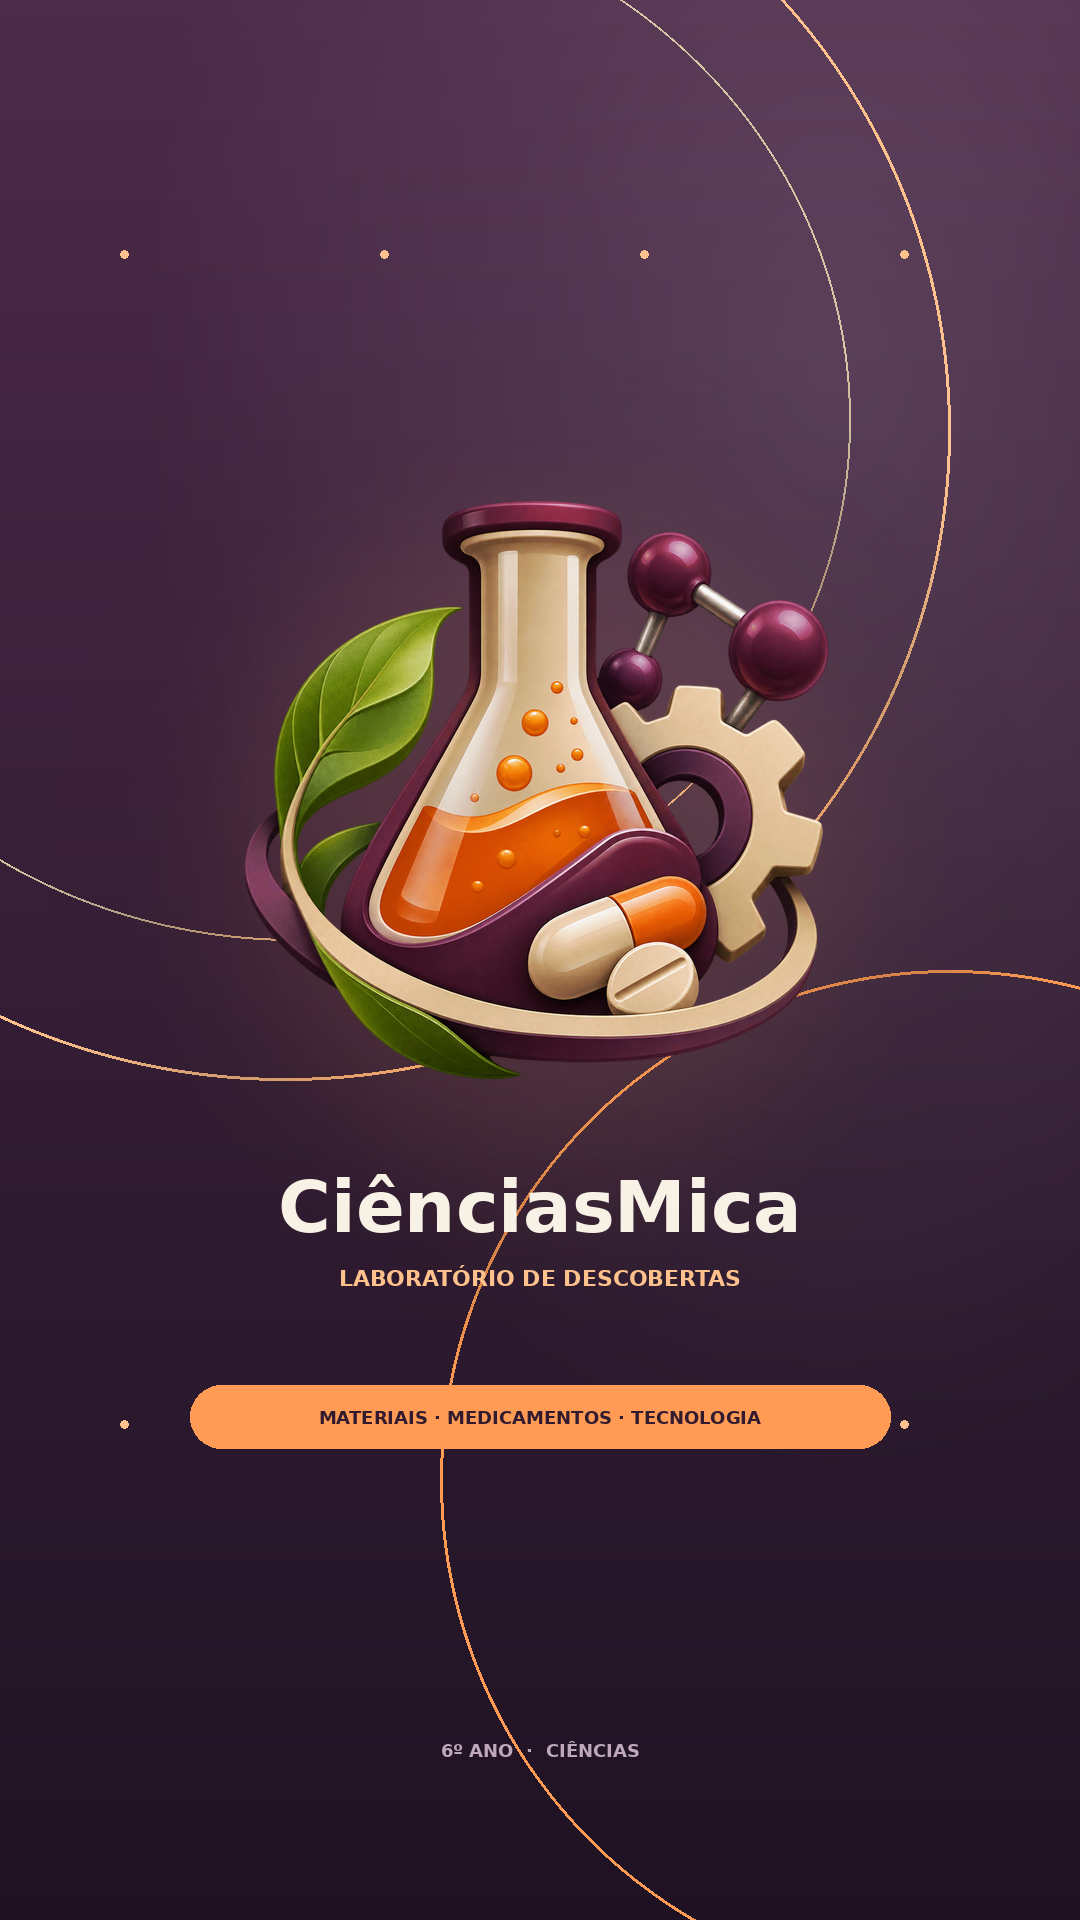 CiênciasMica
LABORATÓRIO DE DESCOBERTAS
MATERIAIS · MEDICAMENTOS · TECNOLOGIA
6º ANO · CIÊNCIAS